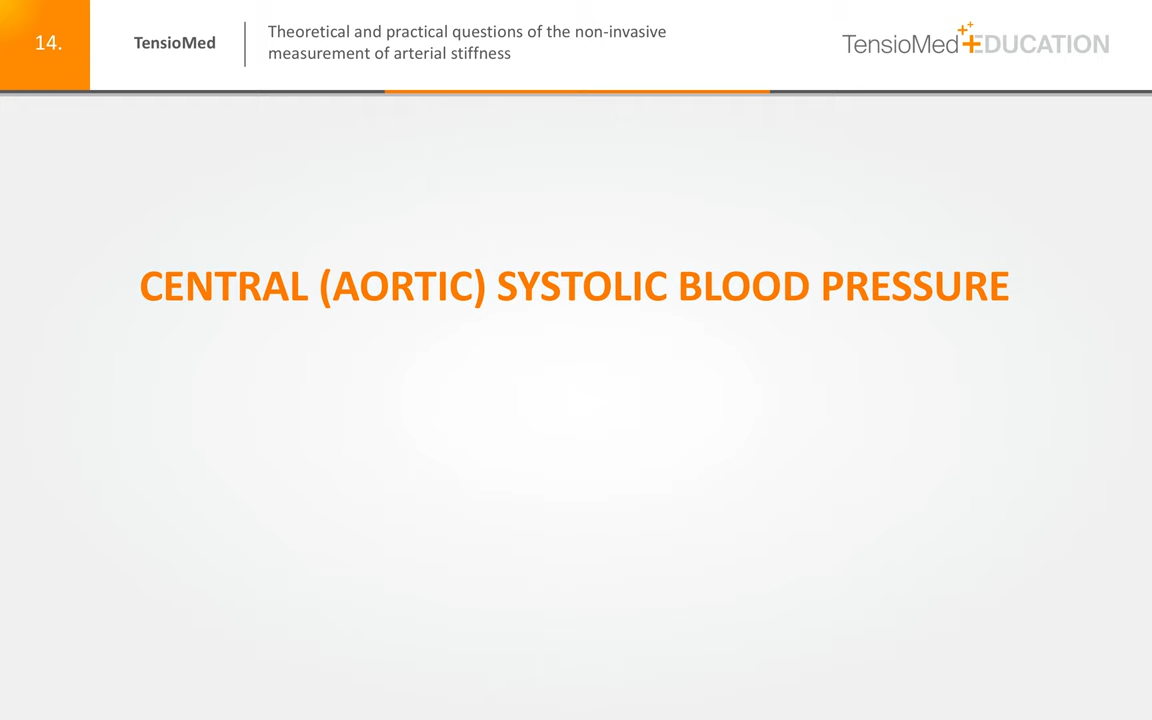 14.
TensioMed
Theoretical and practical questions of the non-invasive
measurement of arterial stiffness
TensioMed EDUCATION
CENTRAL (AORTIC) SYSTOLIC BLOOD PRESSURE